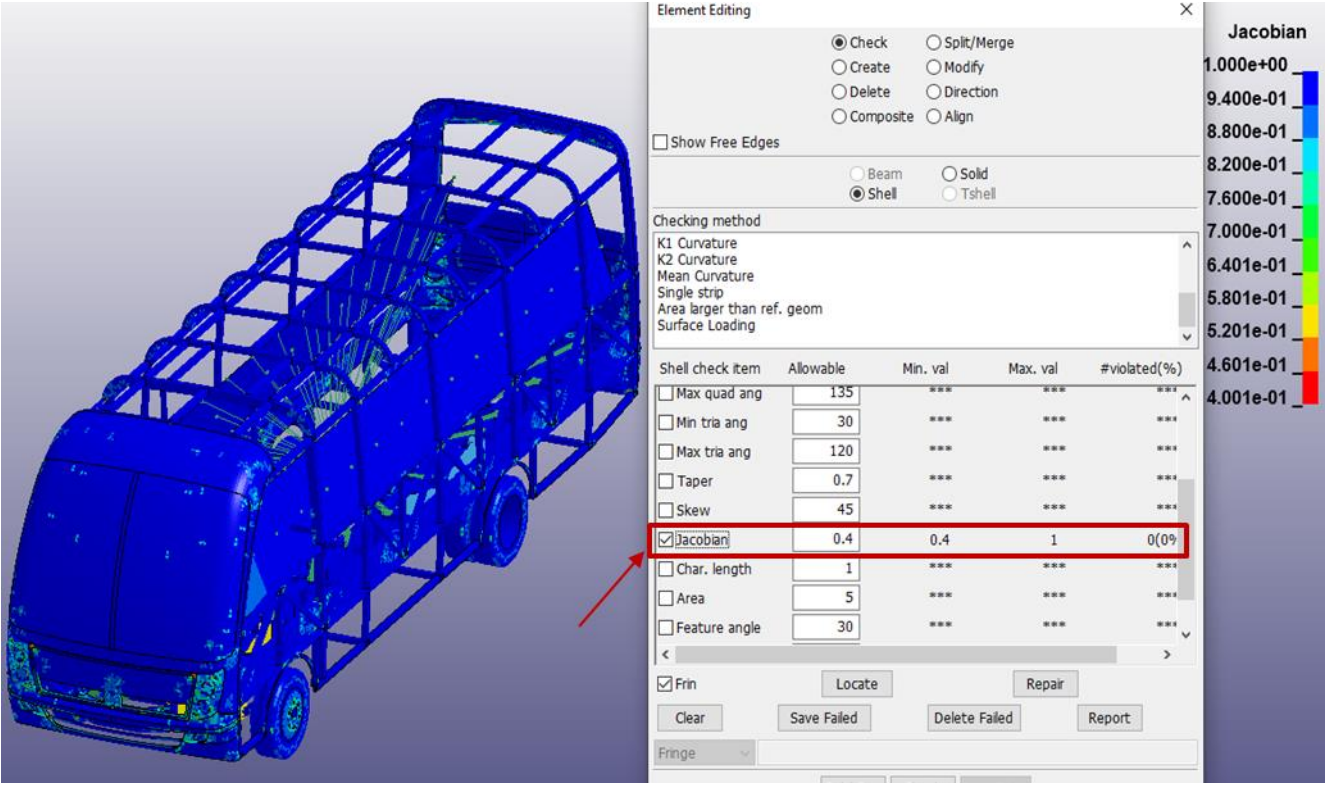 Element Editing
Check Split/Merge
Create Modify
Delete Direction
Composite Align
Show Free Edges
Beam Solid
Shell Tshell
Checking method
K1 Curvature
K2 Curvature
Mean Curvature
Single strip
Area larger than ref. geom
Surface Loading
Shell check item Allowable Min. val Max. val #violated(%)
Max quad ang 135 *** *** ***
Min tria ang 30 *** *** ***
Max tria ang 120 *** *** ***
Taper 0.7 *** *** ***
Skew 45 *** *** ***
Jacobian 0.4 0.4 1 0(0%
Char. length 1 *** *** ***
Area 5 *** *** ***
Feature angle 30 *** *** ***
Frin Locate Repair
Clear Save Failed Delete Failed Report
Fringe
Jacobian
1.000e+00
9.400e-01
8.800e-01
8.200e-01
7.600e-01
7.000e-01
6.401e-01
5.801e-01
5.201e-01
4.601e-01
4.001e-01